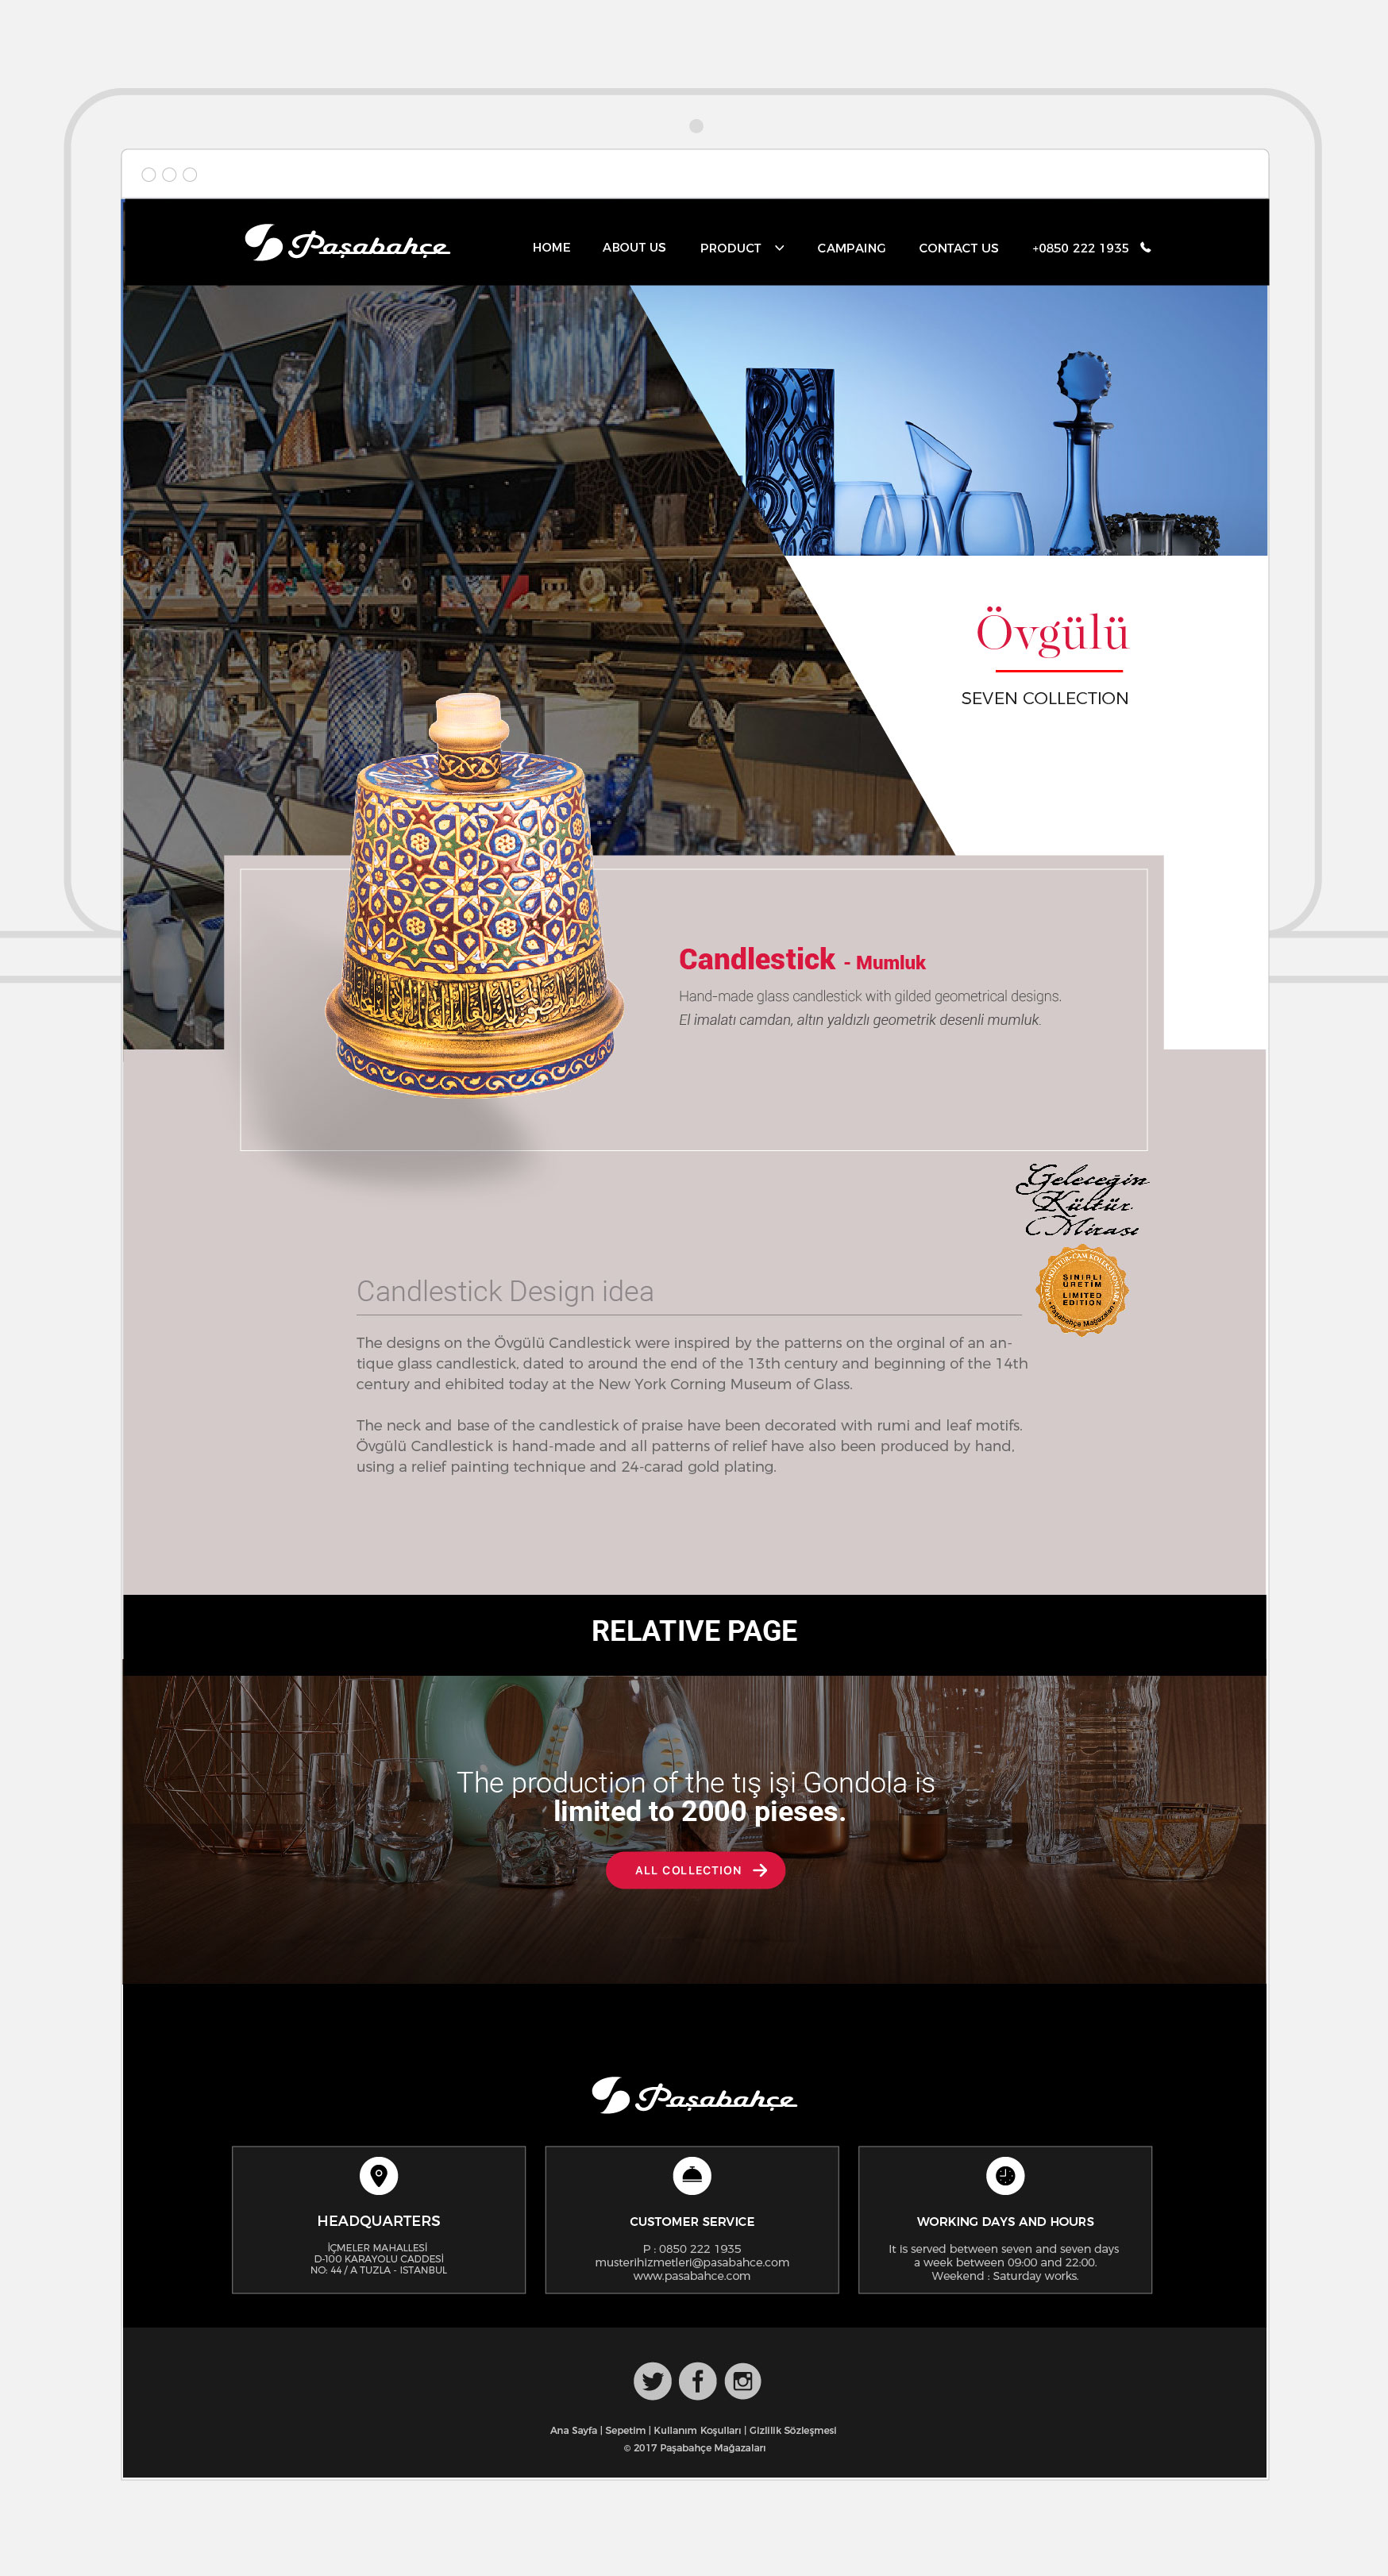 Paşabahçe
HOME ABOUT US PRODUCT CAMPAING CONTACT US +0850 222 1935
Övgülü
SEVEN COLLECTION
Candlestick - Mumluk
Hand-made glass candlestick with gilded geometrical designs.
El imalatı camdan, altın yaldızlı geometrik desenli mumluk.
Geleceğin
Kültür
Mirası
ŞINIRLI
ÜRETİM
LIMITED
EDITION
Paşabahçe Mağazaları
Candlestick Design idea
The designs on the Övgülü Candlestick were inspired by the patterns on the orginal of an an-
tique glass candlestick, dated to around the end of the 13th century and beginning of the 14th
century and ehibited today at the New York Corning Museum of Glass.
The neck and base of the candlestick of praise have been decorated with rumi and leaf motifs.
Övgülü Candlestick is hand-made and all patterns of relief have also been produced by hand,
using a relief painting technique and 24-carad gold plating.
RELATIVE PAGE
The production of the tış işi Gondola is
limited to 2000 pieses.
ALL COLLECTION
Paşabahçe
HEADQUARTERS
İÇMELER MAHALLESİ
D-100 KARAYOLU CADDESİ
NO: 44 / A TUZLA - ISTANBUL
CUSTOMER SERVICE
P : 0850 222 1935
musterihizmetleri@pasabahce.com
www.pasabahce.com
WORKING DAYS AND HOURS
It is served between seven and seven days
a week between 09:00 and 22:00.
Weekend : Saturday works.
Ana Sayfa | Sepetim | Kullanım Koşulları | Gizlilik Sözleşmesi
© 2017 Paşabahçe Mağazaları